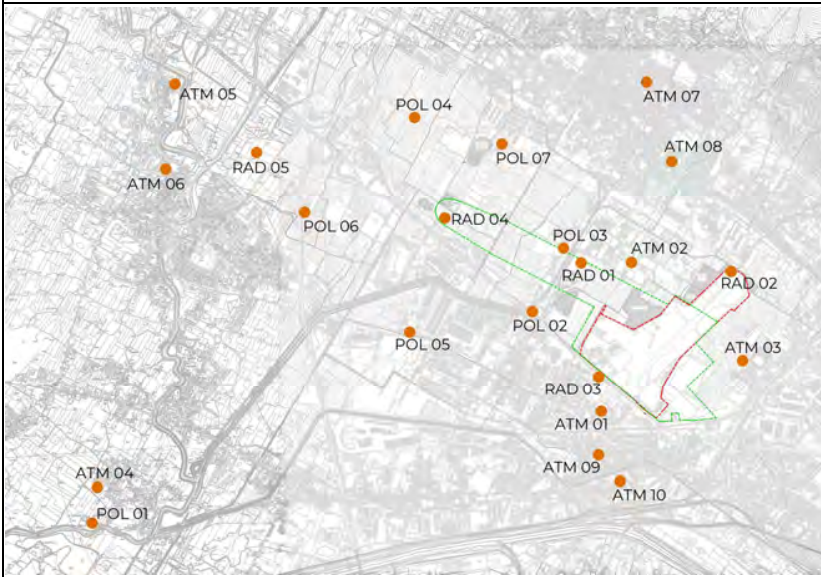 ATM 05
ATM 07
POL 04
POL 07
ATM 08
RAD 05
ATM 06
POL 06
RAD 04
POL 03
ATM 02
RAD 01
RAD 02
POL 02
POL 05
ATM 03
RAD 03
ATM 01
ATM 09
ATM 04
ATM 10
POL 01